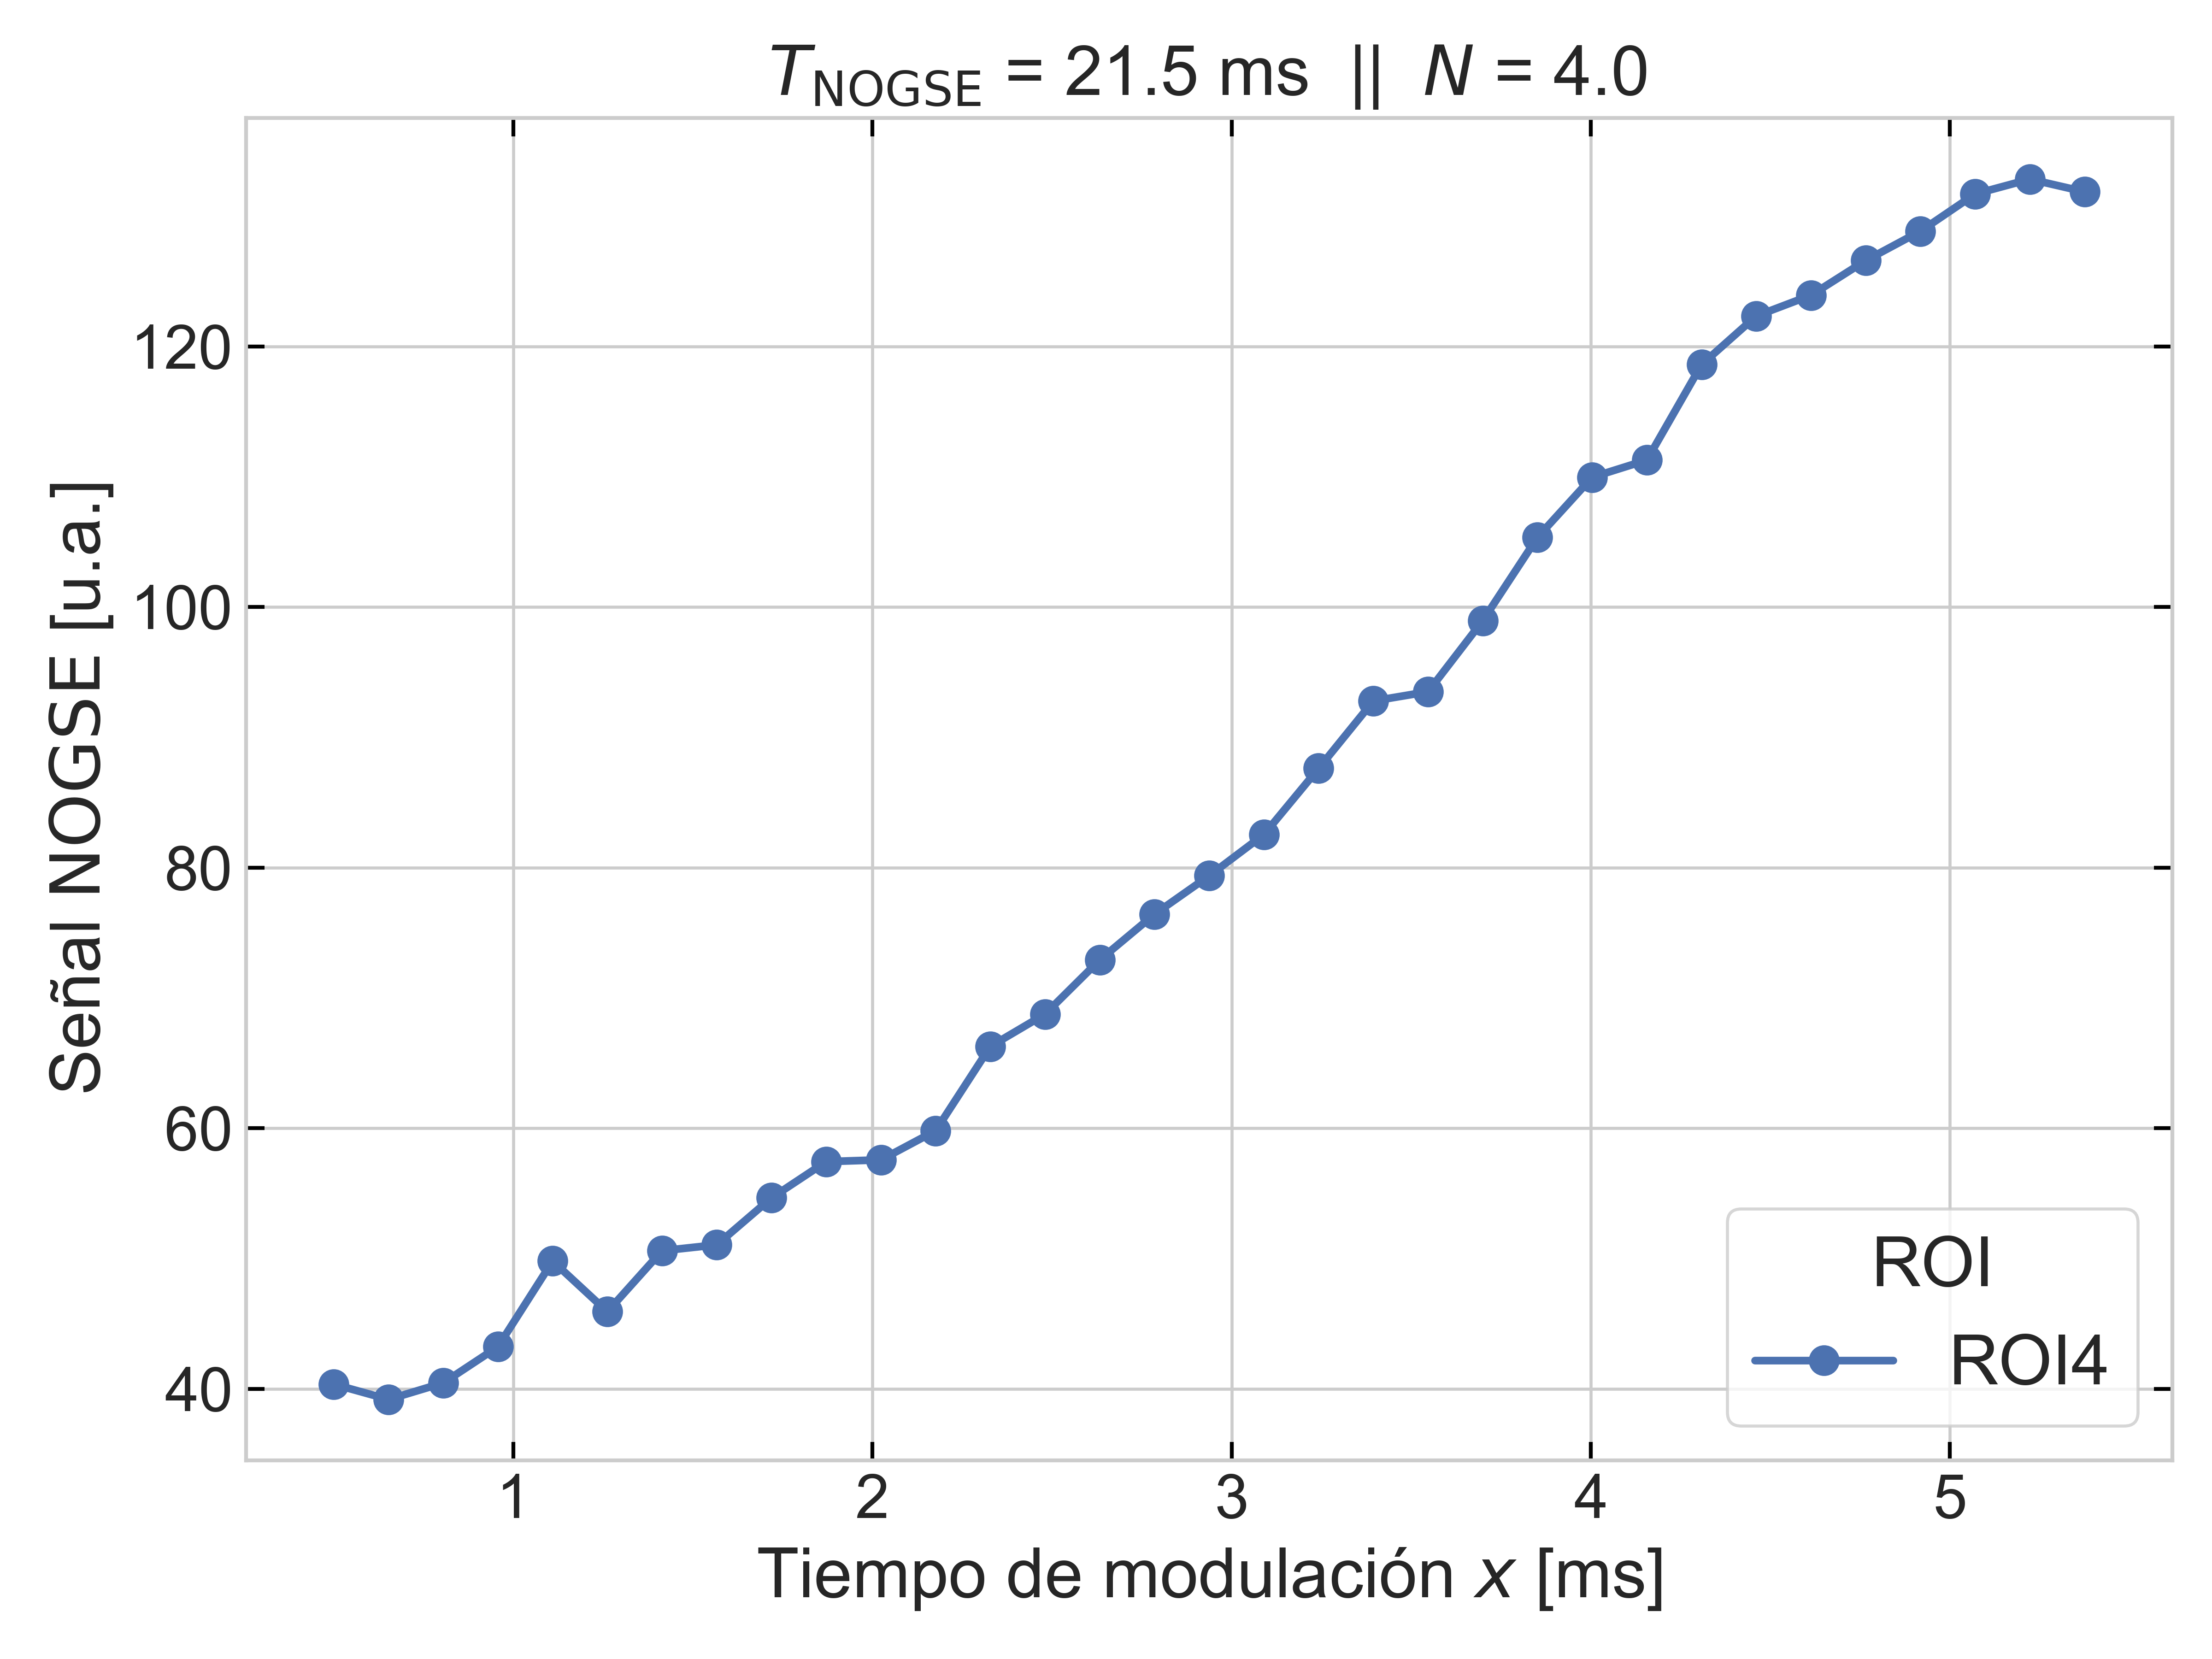 T_NOGSE = 21.5 ms || N = 4.0
Señal NOGSE [u.a.]
120
100
80
60
40
ROI
ROI4
1 2 3 4 5
Tiempo de modulación x [ms]